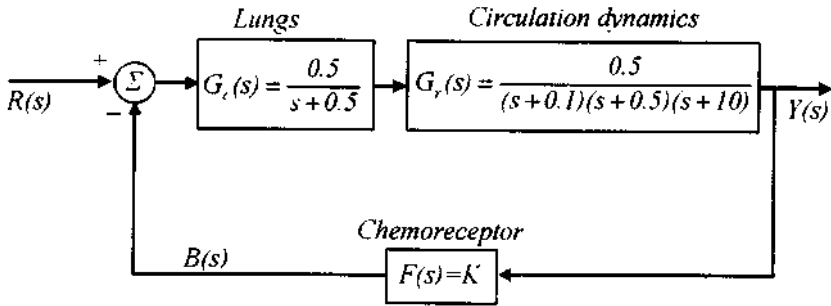 Lungs
Circulation dynamics
R(s)
+
Σ
−
G_c(s) = 0.5 / (s+0.5)
G_r(s) = 0.5 / ((s+0.1)(s+0.5)(s+10))
Y(s)
Chemoreceptor
B(s)
F(s)=K